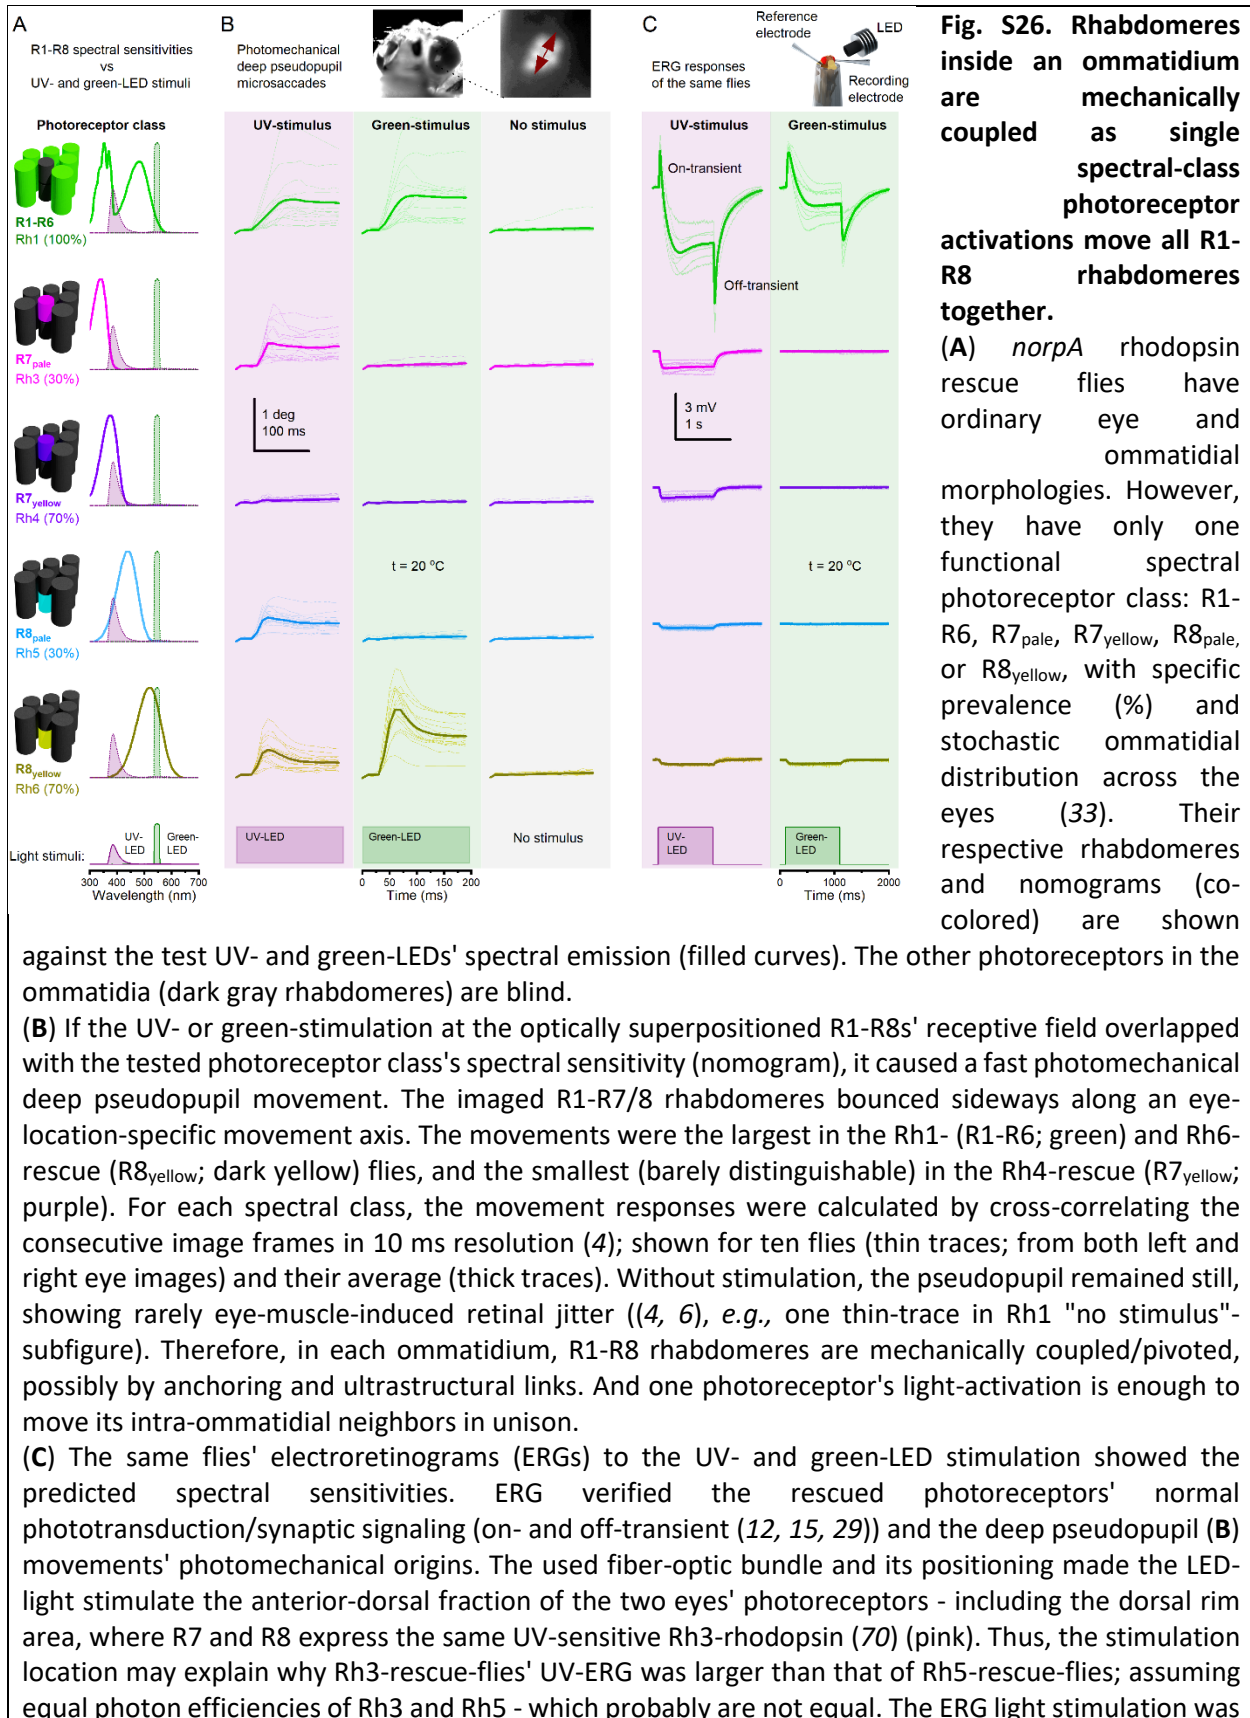 A
R1-R8 spectral sensitivities
vs
UV- and green-LED stimuli
B
Photomechanical
deep pseudopupil
microsaccades
C
ERG responses
of the same flies
Reference
electrode
LED
Recording
electrode
Photoreceptor class
UV-stimulus
Green-stimulus
No stimulus
UV-stimulus
Green-stimulus
R1-R6
Rh1 (100%)
On-transient
Off-transient
R7pale
Rh3 (30%)
1 deg
100 ms
3 mV
1 s
R7yellow
Rh4 (70%)
t = 20 °C
t = 20 °C
R8pale
Rh5 (30%)
R8yellow
Rh6 (70%)
Light stimuli:
UV-
LED
Green-
LED
UV-LED
Green-LED
No stimulus
UV-
LED
Green-
LED
300 400 500 600 700
Wavelength (nm)
0 50 100 150 200
Time (ms)
0 1000 2000
Time (ms)
Fig. S26. Rhabdomeres
inside an ommatidium
are mechanically
coupled as single
spectral-class
photoreceptor
activations move all R1-
R8 rhabdomeres
together.
(A) norpA rhodopsin
rescue flies have
ordinary eye and
ommatidial
morphologies. However,
they have only one
functional spectral
photoreceptor class: R1-
R6, R7pale, R7yellow, R8pale,
or R8yellow, with specific
prevalence (%) and
stochastic ommatidial
distribution across the
eyes (33). Their
respective rhabdomeres
and nomograms (co-
colored) are shown
against the test UV- and green-LEDs' spectral emission (filled curves). The other photoreceptors in the
ommatidia (dark gray rhabdomeres) are blind.
(B) If the UV- or green-stimulation at the optically superpositioned R1-R8s' receptive field overlapped
with the tested photoreceptor class's spectral sensitivity (nomogram), it caused a fast photomechanical
deep pseudopupil movement. The imaged R1-R7/8 rhabdomeres bounced sideways along an eye-
location-specific movement axis. The movements were the largest in the Rh1- (R1-R6; green) and Rh6-
rescue (R8yellow; dark yellow) flies, and the smallest (barely distinguishable) in the Rh4-rescue (R7yellow;
purple). For each spectral class, the movement responses were calculated by cross-correlating the
consecutive image frames in 10 ms resolution (4); shown for ten flies (thin traces; from both left and
right eye images) and their average (thick traces). Without stimulation, the pseudopupil remained still,
showing rarely eye-muscle-induced retinal jitter ((4, 6), e.g., one thin-trace in Rh1 "no stimulus"-
subfigure). Therefore, in each ommatidium, R1-R8 rhabdomeres are mechanically coupled/pivoted,
possibly by anchoring and ultrastructural links. And one photoreceptor's light-activation is enough to
move its intra-ommatidial neighbors in unison.
(C) The same flies' electroretinograms (ERGs) to the UV- and green-LED stimulation showed the
predicted spectral sensitivities. ERG verified the rescued photoreceptors' normal
phototransduction/synaptic signaling (on- and off-transient (12, 15, 29)) and the deep pseudopupil (B)
movements' photomechanical origins. The used fiber-optic bundle and its positioning made the LED-
light stimulate the anterior-dorsal fraction of the two eyes' photoreceptors - including the dorsal rim
area, where R7 and R8 express the same UV-sensitive Rh3-rhodopsin (70) (pink). Thus, the stimulation
location may explain why Rh3-rescue-flies' UV-ERG was larger than that of Rh5-rescue-flies; assuming
equal photon efficiencies of Rh3 and Rh5 - which probably are not equal. The ERG light stimulation was